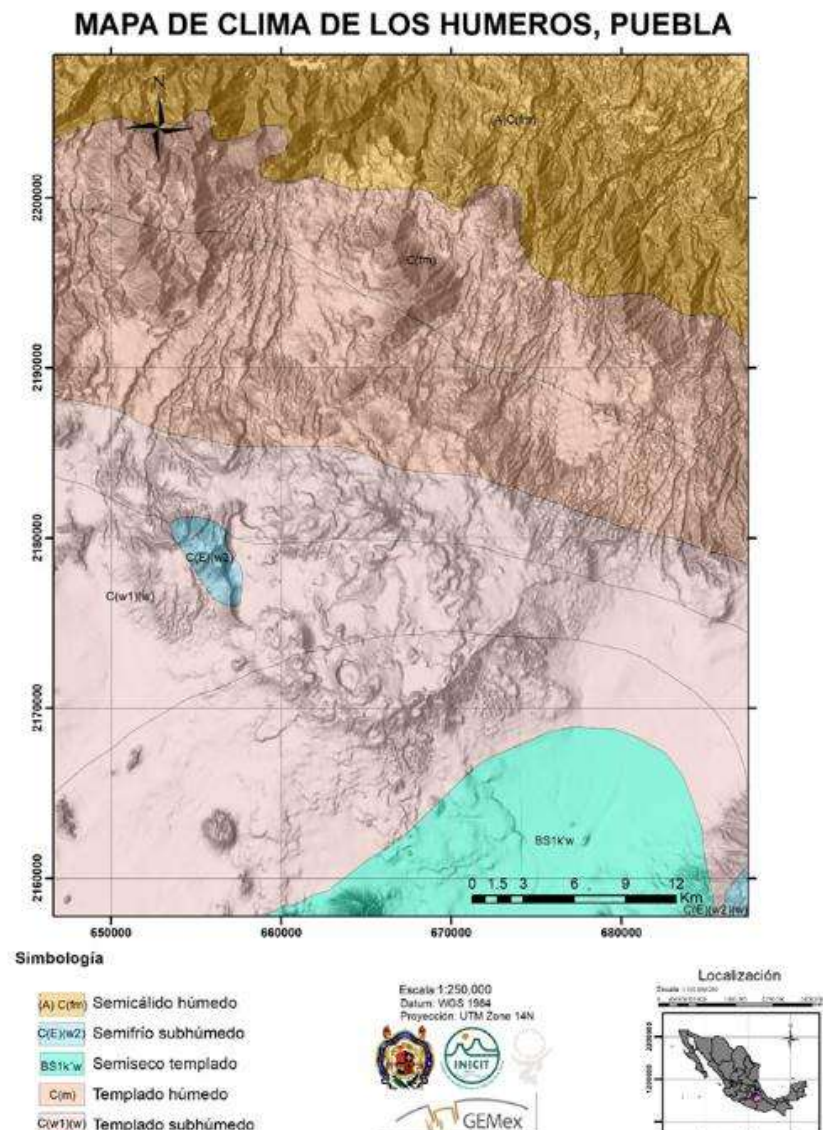 MAPA DE CLIMA DE LOS HUMEROS, PUEBLA
N
(A)C(fm)
2200000
C(fm)
2190000
2180000
C(E)(w2)
C(w1)(w)
2170000
BS1k'w
2160000
0 1.5 3 6 9 12
Km
C(E)(w2)(w)
650000 660000 670000 680000
Simbología
(A) C(fm) Semicálido húmedo
C(E)(w2) Semifrío subhúmedo
BS1k'w Semiseco templado
C(m) Templado húmedo
C(w1)(w) Templado subhúmedo
Escala 1:250,000
Datum: WGS 1984
Proyección: UTM Zone 14N
INICIT
GEMex
Localización